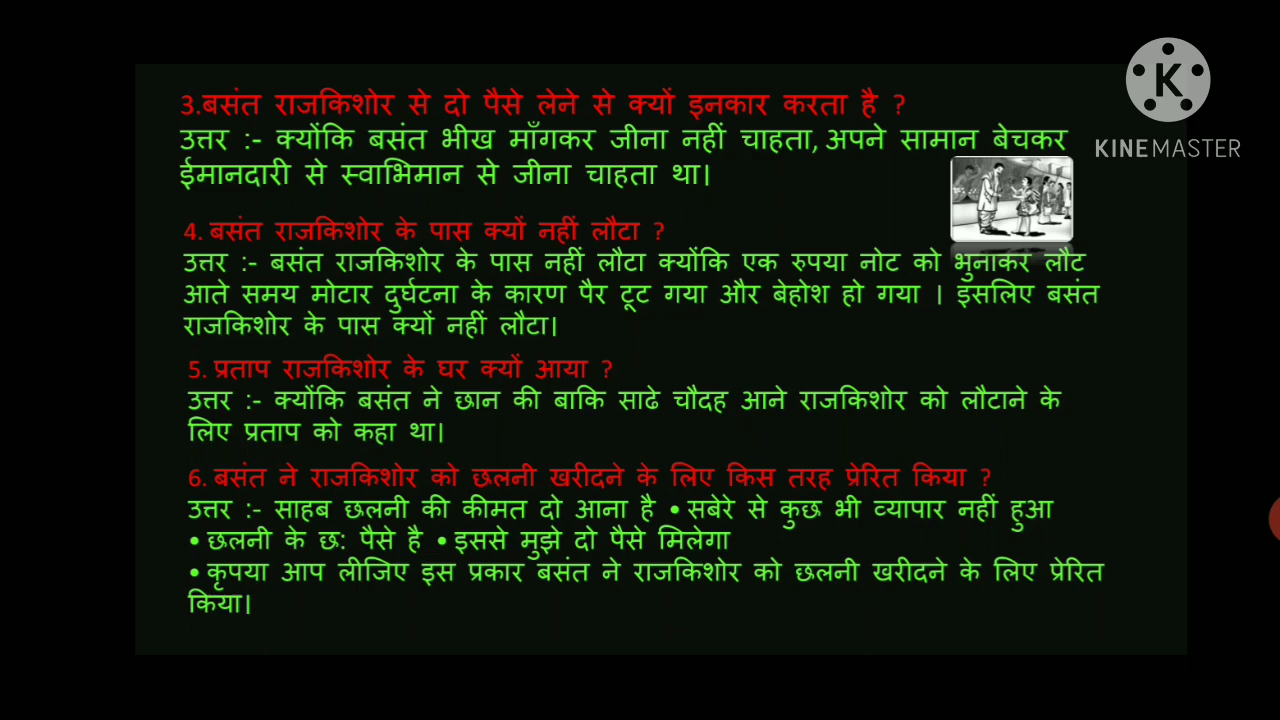 3.बसंत राजकिशोर से दो पैसे लेने से क्यों इनकार करता है ?
उत्तर :- क्योंकि बसंत भीख माँगकर जीना नहीं चाहता, अपने सामान बेचकर
ईमानदारी से स्वाभिमान से जीना चाहता था।
4. बसंत राजकिशोर के पास क्यों नहीं लौटा ?
उत्तर :- बसंत राजकिशोर के पास नहीं लौटा क्योंकि एक रुपया नोट को भुनाकर लौट
आते समय मोटार दुर्घटना के कारण पैर टूट गया और बेहोश हो गया । इसलिए बसंत
राजकिशोर के पास क्यों नहीं लौटा।
5. प्रताप राजकिशोर के घर क्यों आया ?
उत्तर :- क्योंकि बसंत ने छान की बाकि साढे चौदह आने राजकिशोर को लौटाने के
लिए प्रताप को कहा था।
6. बसंत ने राजकिशोर को छलनी खरीदने के लिए किस तरह प्रेरित किया ?
उत्तर :- साहब छलनी की कीमत दो आना है • सबेरे से कुछ भी व्यापार नहीं हुआ
• छलनी के छ: पैसे है • इससे मुझे दो पैसे मिलेगा
• कृपया आप लीजिए इस प्रकार बसंत ने राजकिशोर को छलनी खरीदने के लिए प्रेरित
किया।
K
KINEMASTER